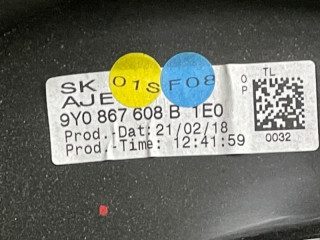 SK 01S F08 O TL
AJE P
9Y0 867 608 B 1E0
Prod.-Dat:21/02/18
Prod.-Time: 12:41:59
0032